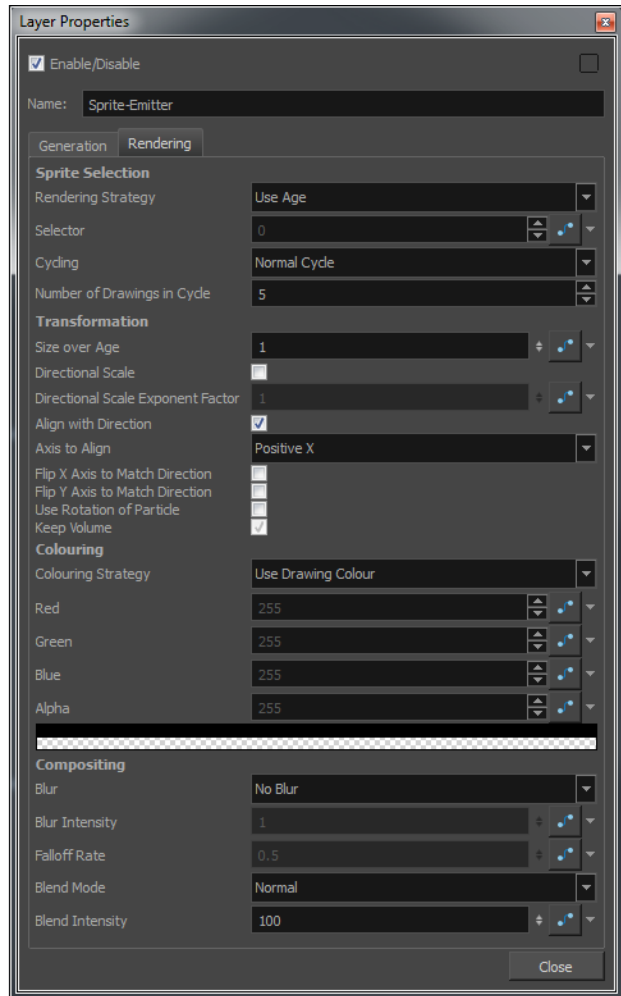 Layer Properties
Enable/Disable
Name: Sprite-Emitter
Generation Rendering
Sprite Selection
Rendering Strategy Use Age
Selector 0
Cycling Normal Cycle
Number of Drawings in Cycle 5
Transformation
Size over Age 1
Directional Scale
Directional Scale Exponent Factor 1
Align with Direction
Axis to Align Positive X
Flip X Axis to Match Direction
Flip Y Axis to Match Direction
Use Rotation of Particle
Keep Volume
Colouring
Colouring Strategy Use Drawing Colour
Red 255
Green 255
Blue 255
Alpha 255
Compositing
Blur No Blur
Blur Intensity 1
Falloff Rate 0.5
Blend Mode Normal
Blend Intensity 100
Close